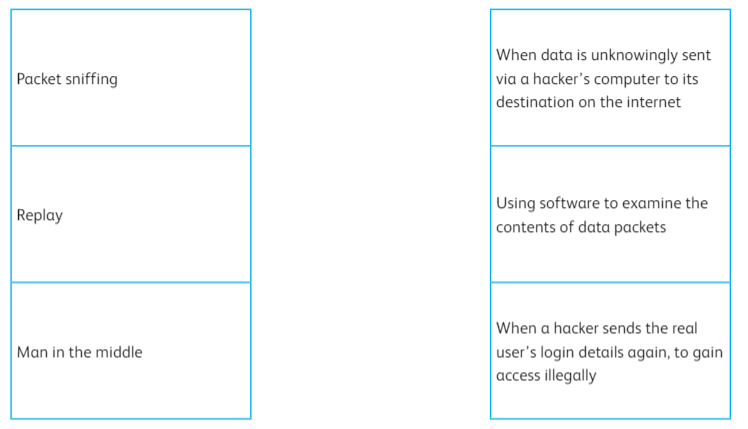 Packet sniffing
When data is unknowingly sent
via a hacker's computer to its
destination on the internet
Replay
Using software to examine the
contents of data packets
Man in the middle
When a hacker sends the real
user's login details again, to gain
access illegally